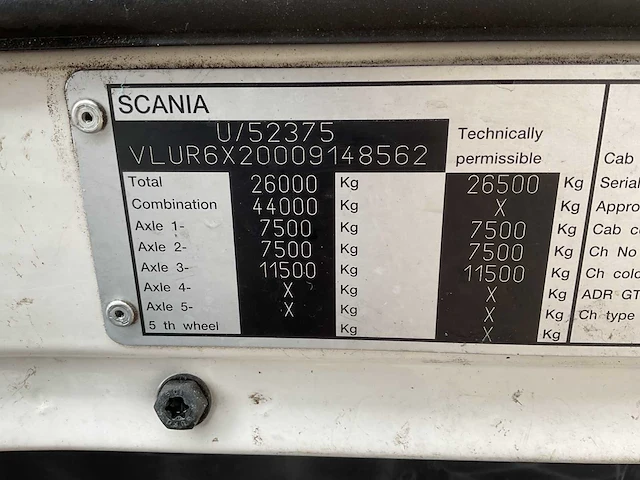 SCANIA
U/52375
VLUR6X20009148562
Technically
permissible
Cab
Total 26000 Kg 26500 Kg Serial
Combination 44000 Kg X Kg Appro
Axle 1- 7500 Kg 7500 Kg Cab c
Axle 2- 7500 Kg 7500 Kg Ch No
Axle 3- 11500 Kg 11500 Kg Ch colo
Axle 4- X Kg X Kg ADR GT
Axle 5- X Kg X Kg Ch type
5 th wheel Kg X Kg